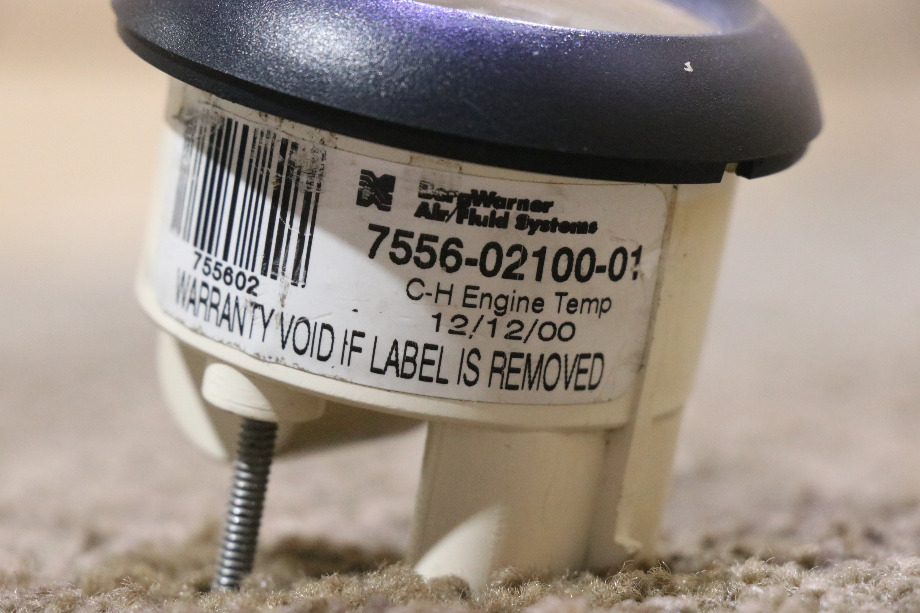 BorgWarner
Air/Fluid Systems
7556-02100-01
C-H Engine Temp
12/12/00
755602
WARRANTY VOID IF LABEL IS REMOVED